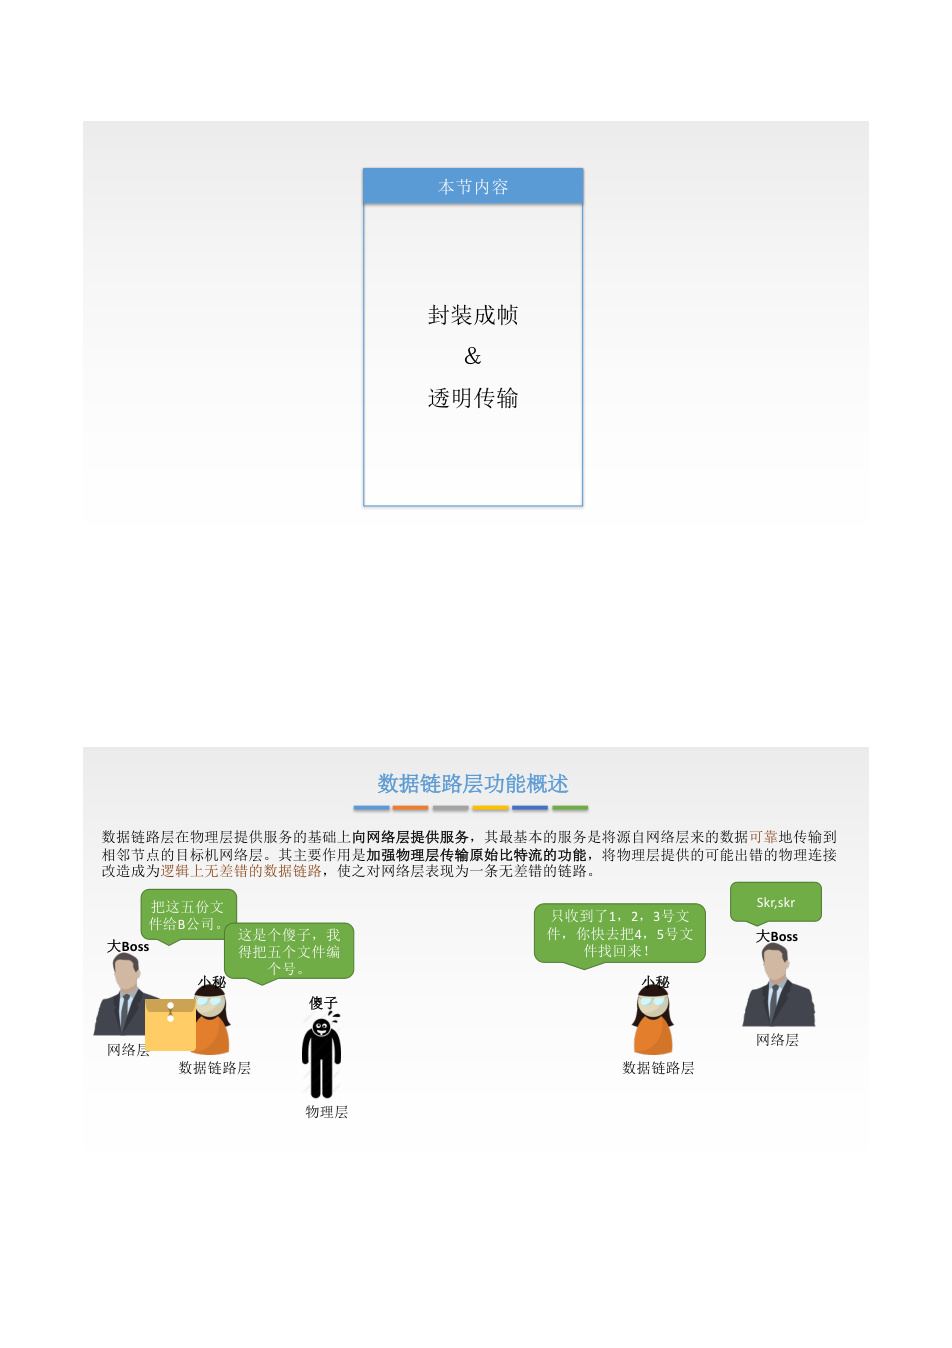 本节内容
封装成帧
&
透明传输
数据链路层功能概述
数据链路层在物理层提供服务的基础上向网络层提供服务，其最基本的服务是将源自网络层来的数据可靠地传输到
相邻节点的目标机网络层。其主要作用是加强物理层传输原始比特流的功能，将物理层提供的可能出错的物理连接
改造成为逻辑上无差错的数据链路，使之对网络层表现为一条无差错的链路。
把这五份文
件给B公司。
这是个傻子，我
得把五个文件编
个号。
大Boss
小秘
傻子
网络层
数据链路层
物理层
只收到了1，2，3号文
件，你快去把4，5号文
件找回来！
Skr,skr
大Boss
小秘
网络层
数据链路层